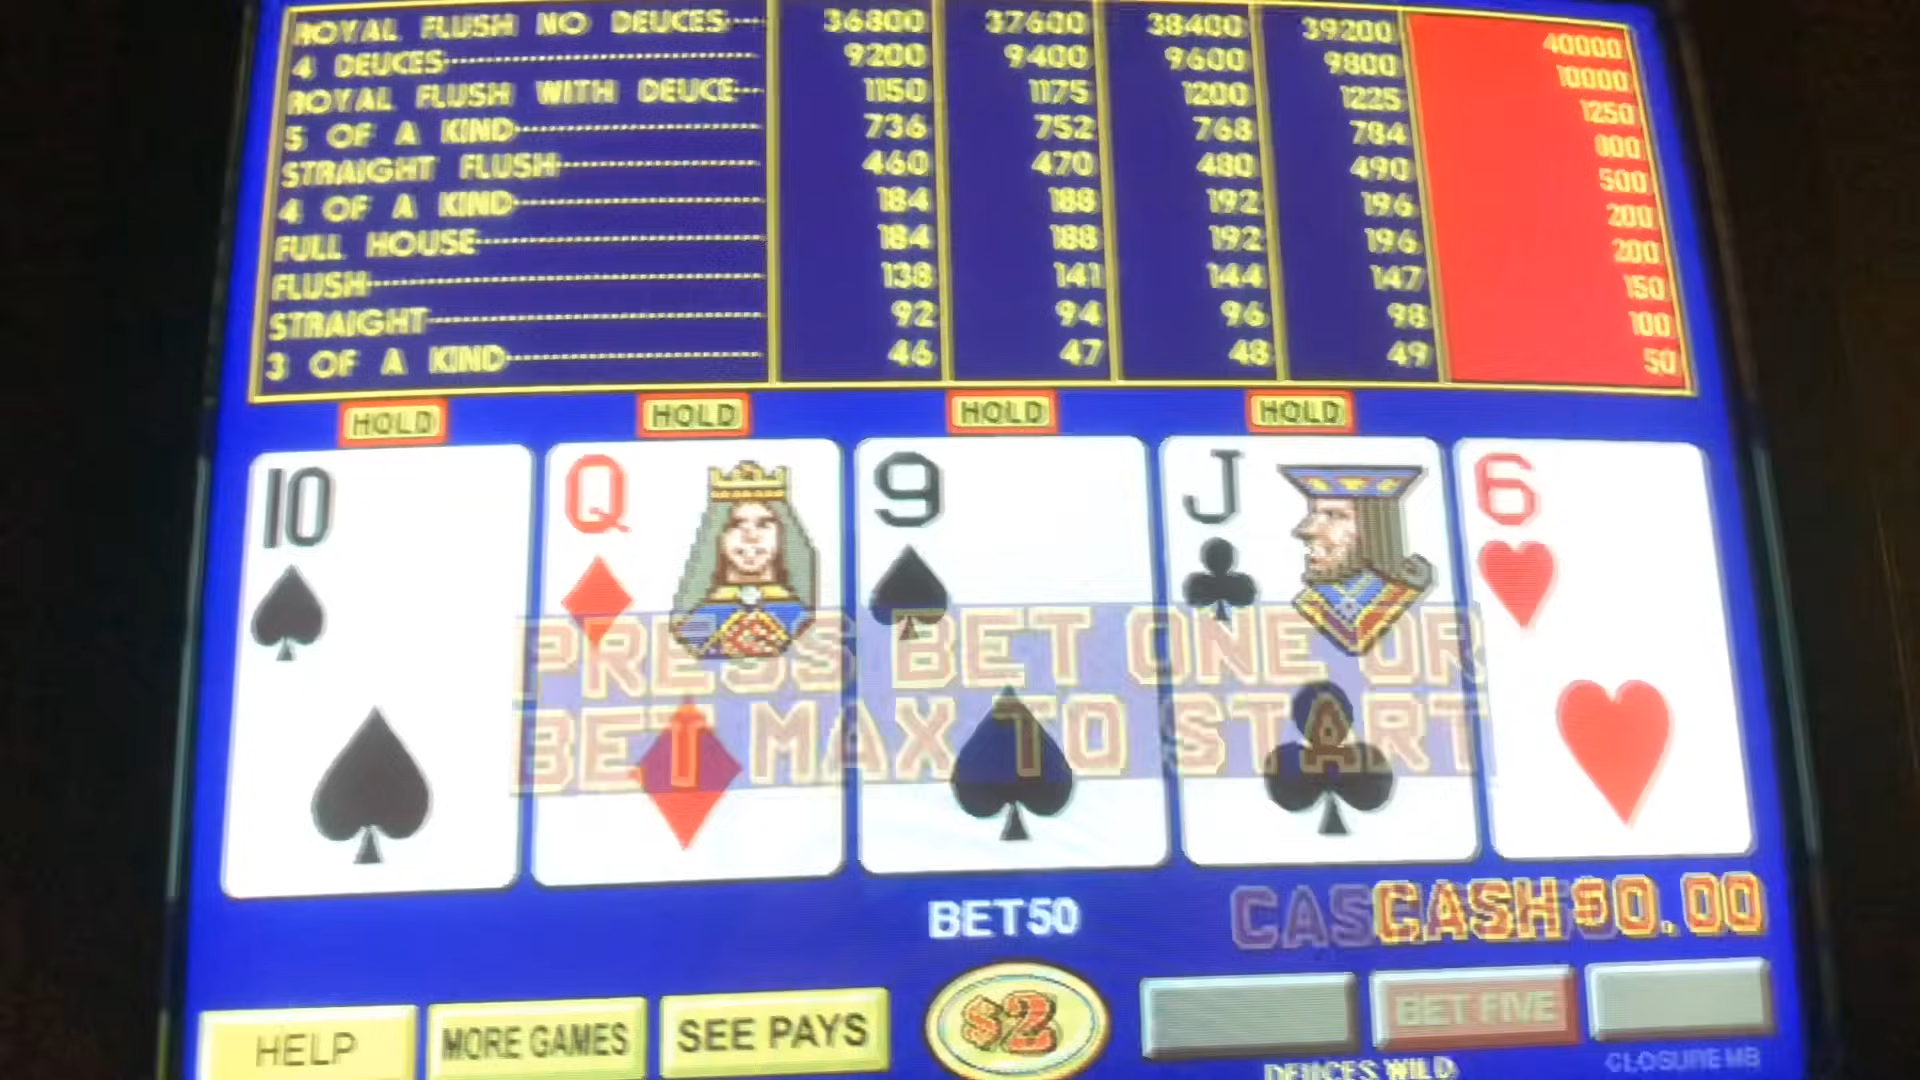 ROYAL FLUSH NO DEUCES 36800 37600 38400 39200 40000
4 DEUCES 9200 9400 9600 9800 10000
ROYAL FLUSH WITH DEUCE 1150 1175 1200 1225 1250
5 OF A KIND 736 752 768 784 800
STRAIGHT FLUSH 460 470 480 490 500
4 OF A KIND 184 188 192 196 200
FULL HOUSE 184 188 192 196 200
FLUSH 138 141 144 147 150
STRAIGHT 92 94 96 98 100
3 OF A KIND 46 47 48 49 50
HOLD HOLD HOLD HOLD
10 Q 9 J 6
PRESS BET ONE OR
BET MAX TO START
BET50 CASH $0.00
HELP MORE GAMES SEE PAYS $2 BET FIVE
DEUCES WILD